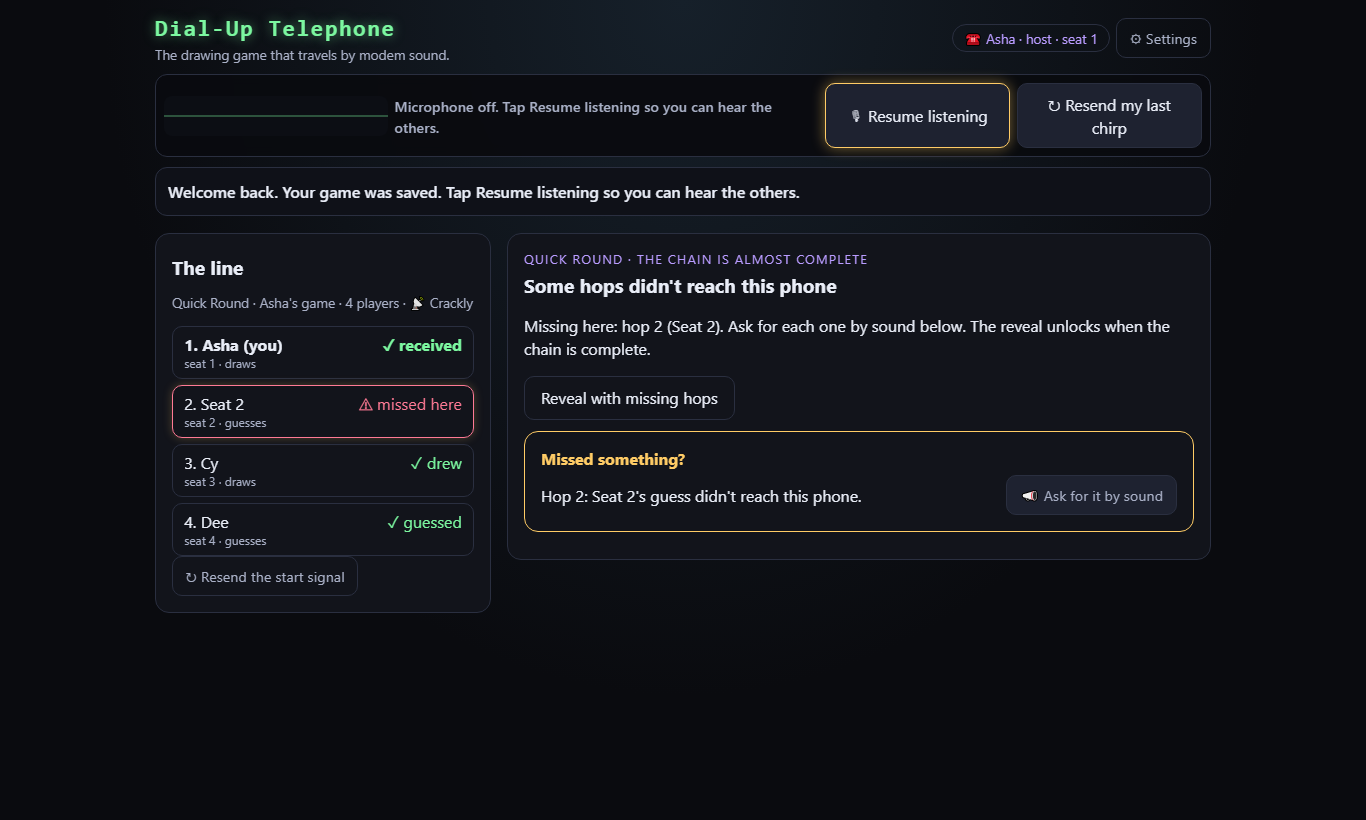 Dial-Up Telephone
The drawing game that travels by modem sound.
☎️ Asha · host · seat 1
⚙ Settings
Microphone off. Tap Resume listening so you can hear the
others.
🎙 Resume listening
↻ Resend my last
chirp
Welcome back. Your game was saved. Tap Resume listening so you can hear the others.
The line
Quick Round · Asha's game · 4 players · 📡 Crackly
1. Asha (you)
✓ received
seat 1 · draws
2. Seat 2
⚠ missed here
seat 2 · guesses
3. Cy
✓ drew
seat 3 · draws
4. Dee
✓ guessed
seat 4 · guesses
↻ Resend the start signal
QUICK ROUND · THE CHAIN IS ALMOST COMPLETE
Some hops didn't reach this phone
Missing here: hop 2 (Seat 2). Ask for each one by sound below. The reveal unlocks when the
chain is complete.
Reveal with missing hops
Missed something?
Hop 2: Seat 2's guess didn't reach this phone.
📢 Ask for it by sound